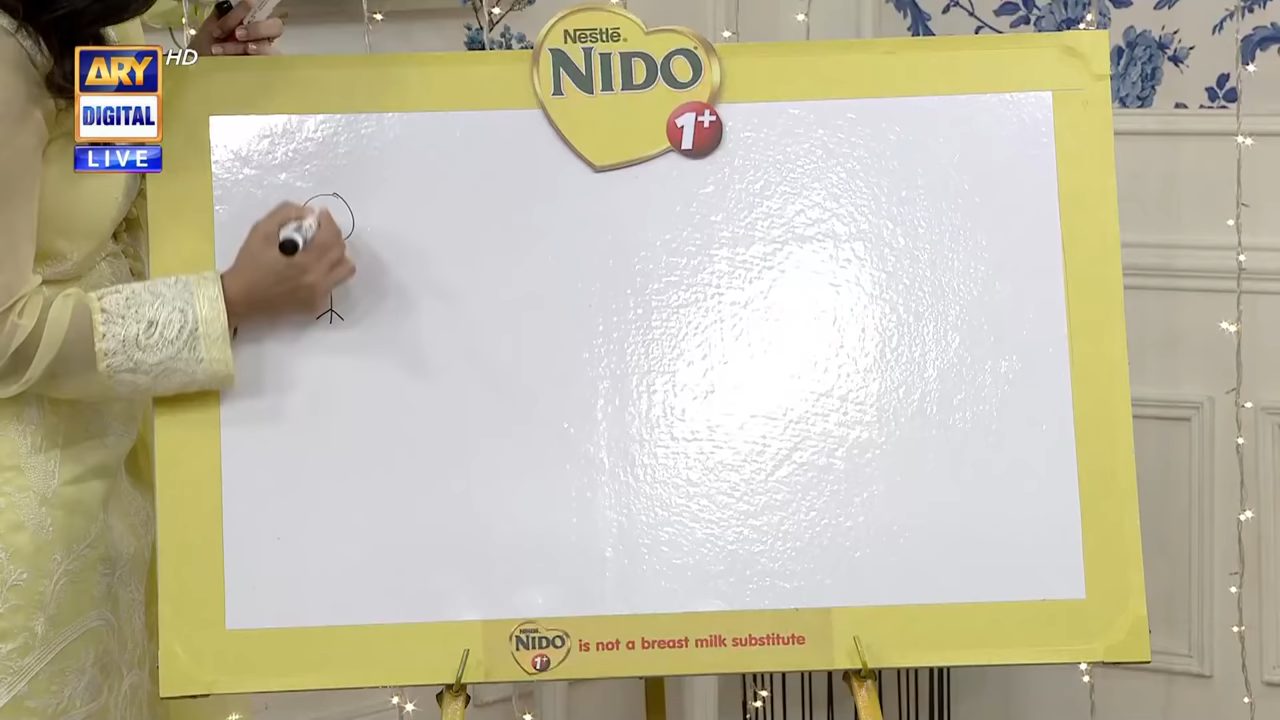 ARY
HD
DIGITAL
LIVE
Nestlé
NIDO
1+
NIDO
1+
is not a breast milk substitute